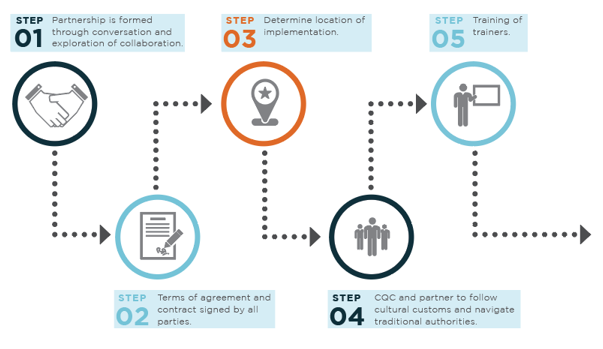 STEP
01
Partnership is formed
through conversation and
exploration of collaboration.
STEP
02
Terms of agreement and
contract signed by all
parties.
STEP
03
Determine location of
implementation.
STEP
04
CQC and partner to follow
cultural customs and navigate
traditional authorities.
STEP
05
Training of
trainers.